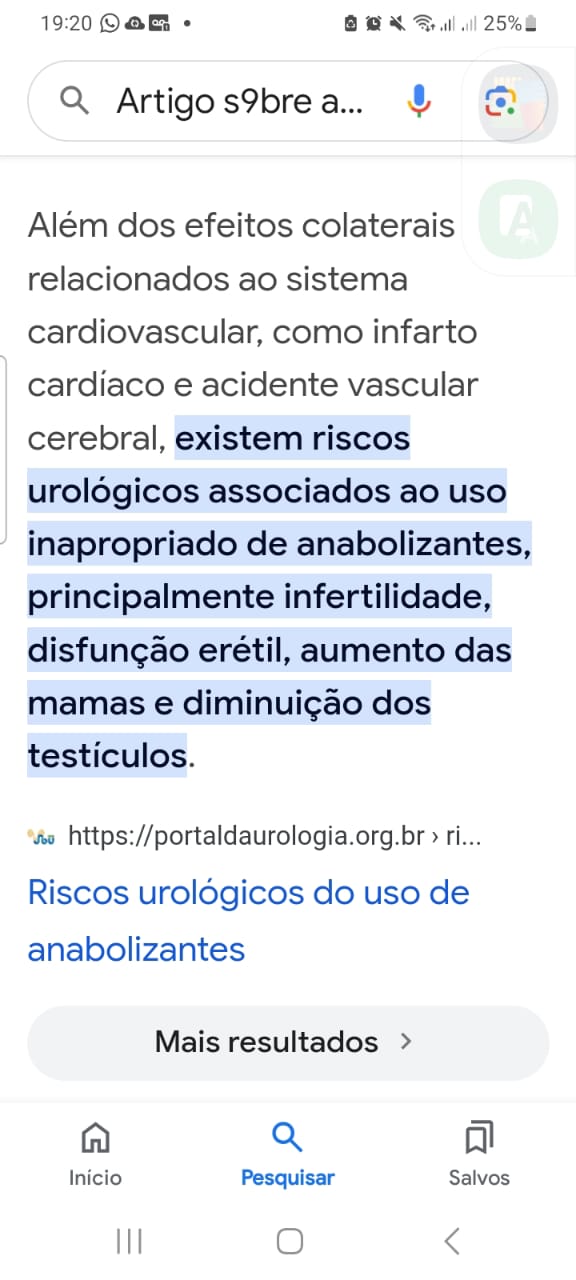 19:20 25%
Artigo s9bre a...
Além dos efeitos colaterais
relacionados ao sistema
cardiovascular, como infarto
cardíaco e acidente vascular
cerebral, existem riscos
urológicos associados ao uso
inapropriado de anabolizantes,
principalmente infertilidade,
disfunção erétil, aumento das
mamas e diminuição dos
testículos.
https://portaldaurologia.org.br › ri...
Riscos urológicos do uso de
anabolizantes
Mais resultados
Início Pesquisar Salvos